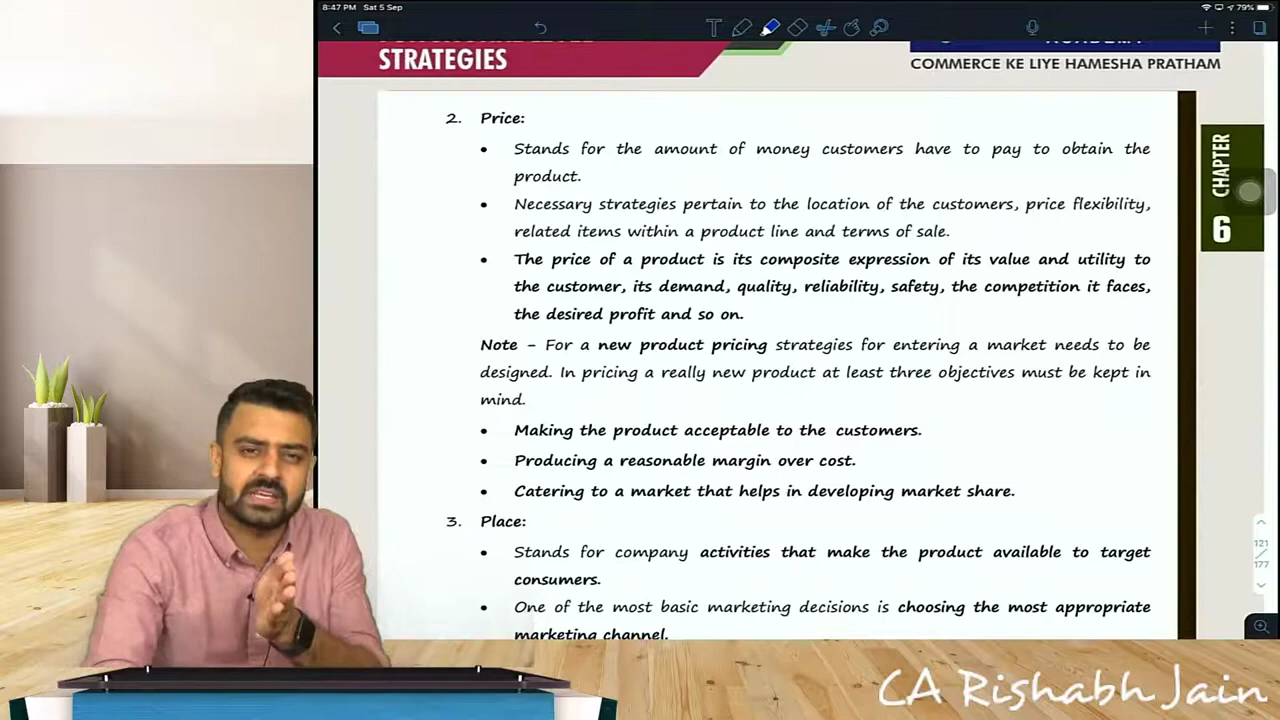 8:47 PM Sat 5 Sep
79%
STRATEGIES
ACADEMY
COMMERCE KE LIYE HAMESHA PRATHAM
CHAPTER
6
2. Price:
• Stands for the amount of money customers have to pay to obtain the
product.
• Necessary strategies pertain to the location of the customers, price flexibility,
related items within a product line and terms of sale.
• The price of a product is its composite expression of its value and utility to
the customer, its demand, quality, reliability, safety, the competition it faces,
the desired profit and so on.
Note - For a new product pricing strategies for entering a market needs to be
designed. In pricing a really new product at least three objectives must be kept in
mind.
• Making the product acceptable to the customers.
• Producing a reasonable margin over cost.
• Catering to a market that helps in developing market share.
3. Place:
• Stands for company activities that make the product available to target
consumers.
• One of the most basic marketing decisions is choosing the most appropriate
marketing channel.
121
177
CA Rishabh Jain